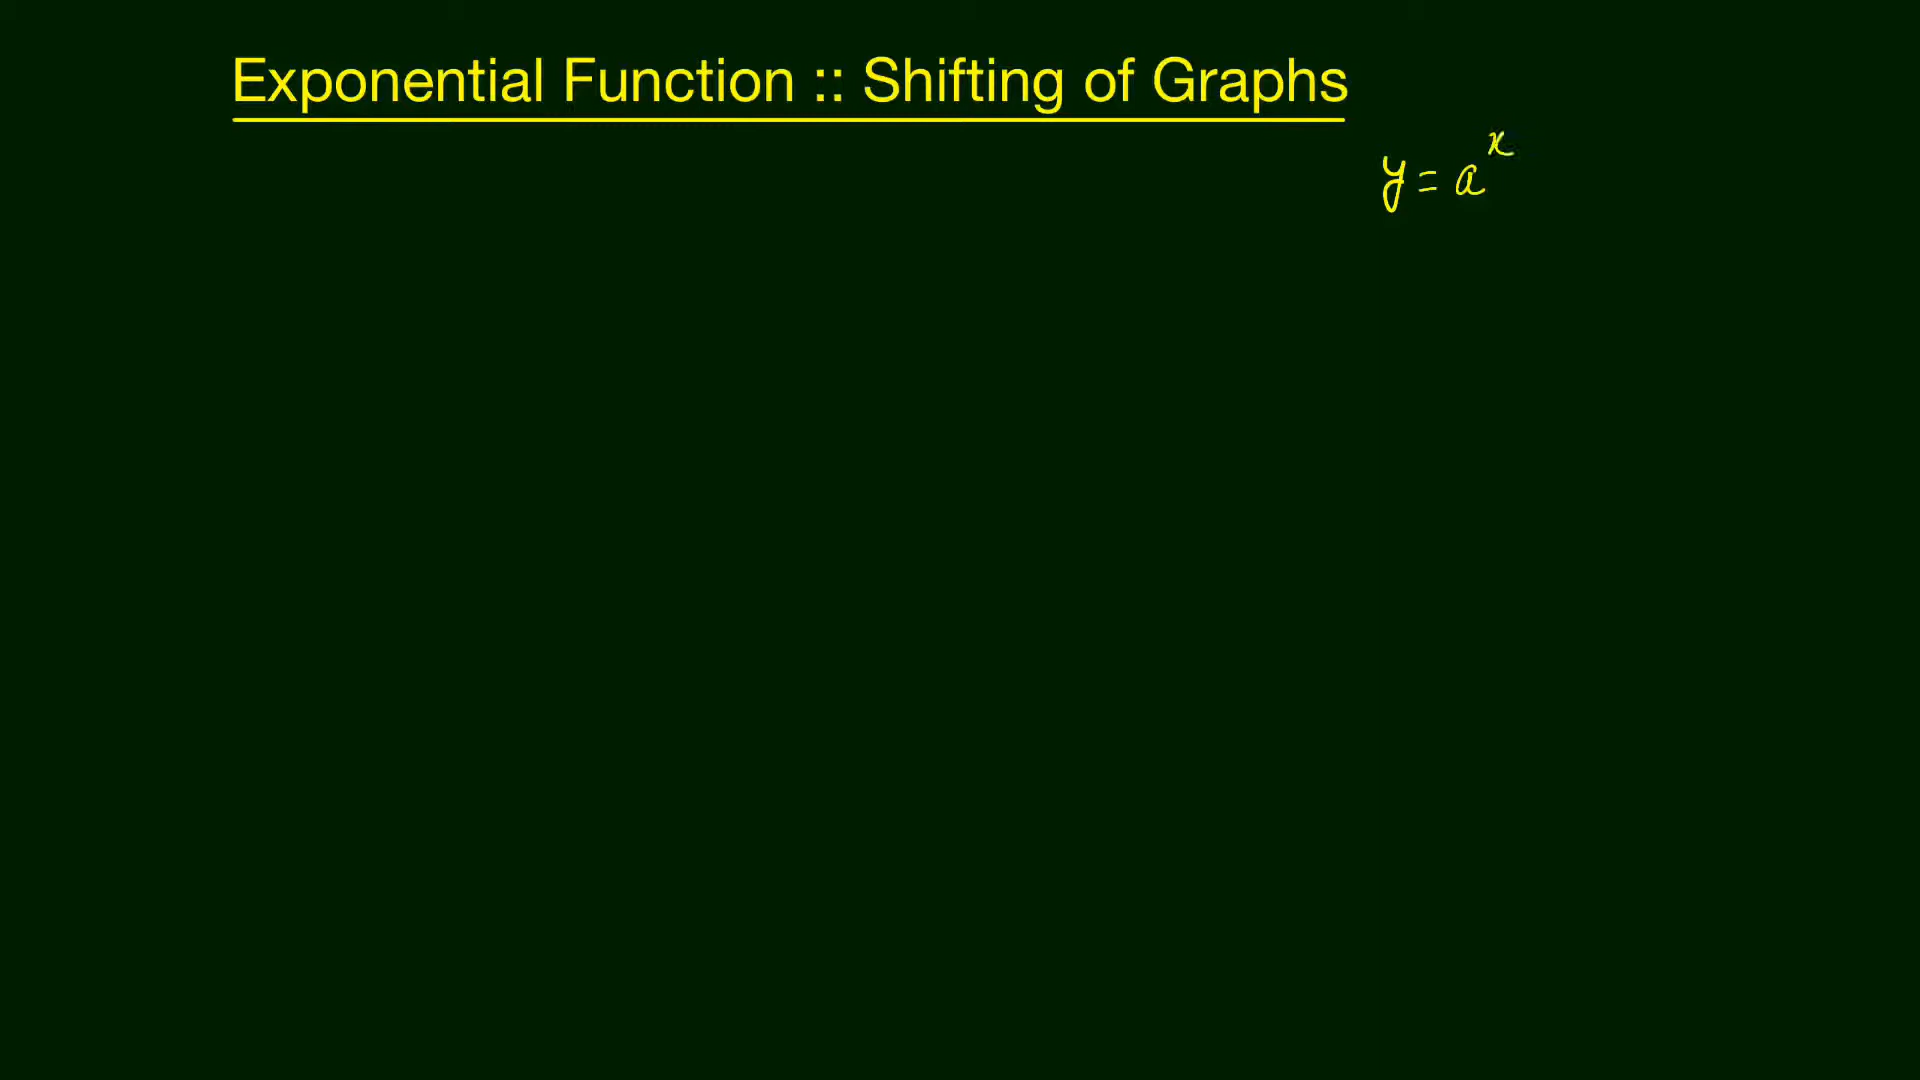 Exponential Function :: Shifting of Graphs
y = a^x